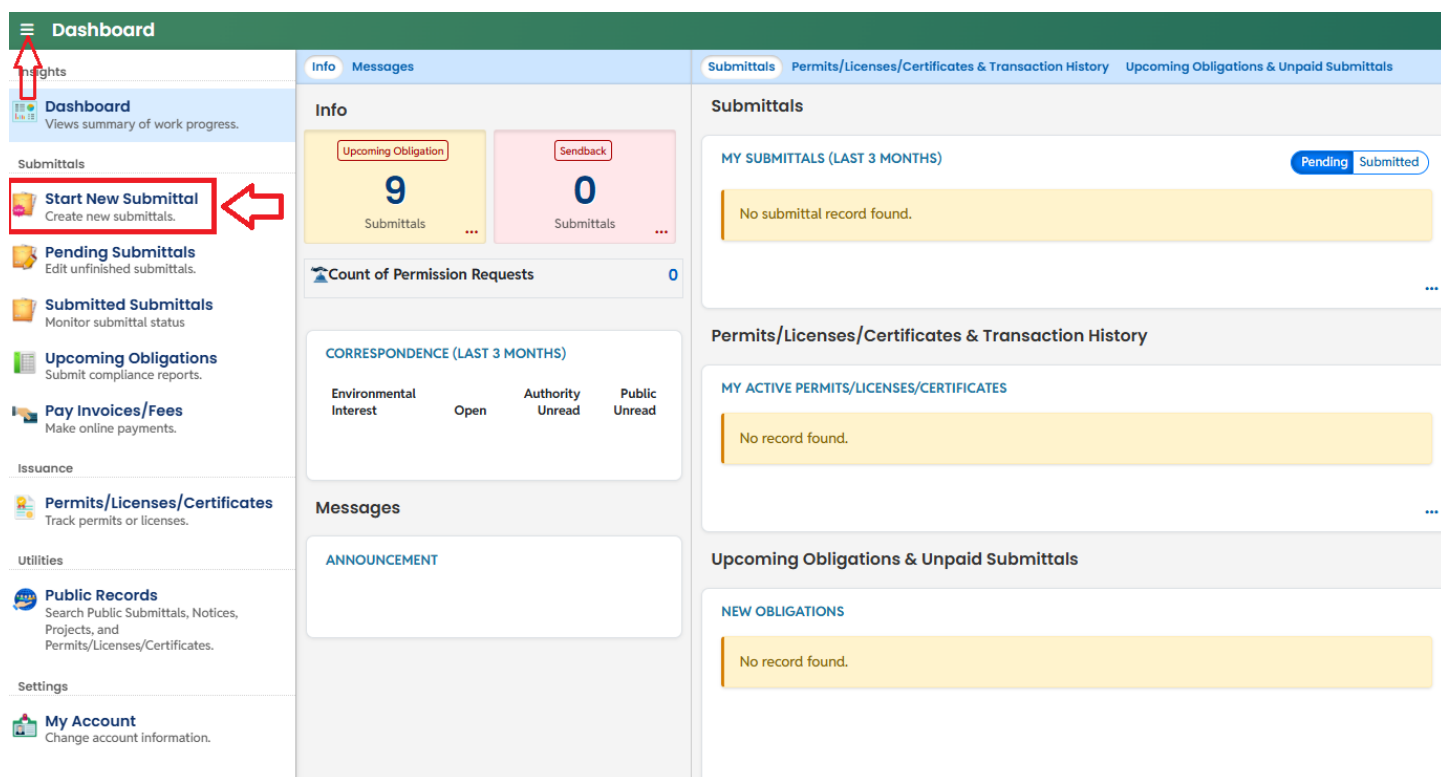 Dashboard
Insights
Dashboard
Views summary of work progress.
Submittals
Start New Submittal
Create new submittals.
Pending Submittals
Edit unfinished submittals.
Submitted Submittals
Monitor submittal status
Upcoming Obligations
Submit compliance reports.
Pay Invoices/Fees
Make online payments.
Issuance
Permits/Licenses/Certificates
Track permits or licenses.
Utilities
Public Records
Search Public Submittals, Notices,
Projects, and
Permits/Licenses/Certificates.
Settings
My Account
Change account information.
Info Messages
Info
Upcoming Obligation
9
Submittals
...
Sendback
0
Submittals
...
Count of Permission Requests 0
CORRESPONDENCE (LAST 3 MONTHS)
Environmental Authority Public
Interest Open Unread Unread
Messages
ANNOUNCEMENT
Submittals Permits/Licenses/Certificates & Transaction History Upcoming Obligations & Unpaid Submittals
Submittals
MY SUBMITTALS (LAST 3 MONTHS) Pending Submitted
No submittal record found.
...
Permits/Licenses/Certificates & Transaction History
MY ACTIVE PERMITS/LICENSES/CERTIFICATES
No record found.
...
Upcoming Obligations & Unpaid Submittals
NEW OBLIGATIONS
No record found.